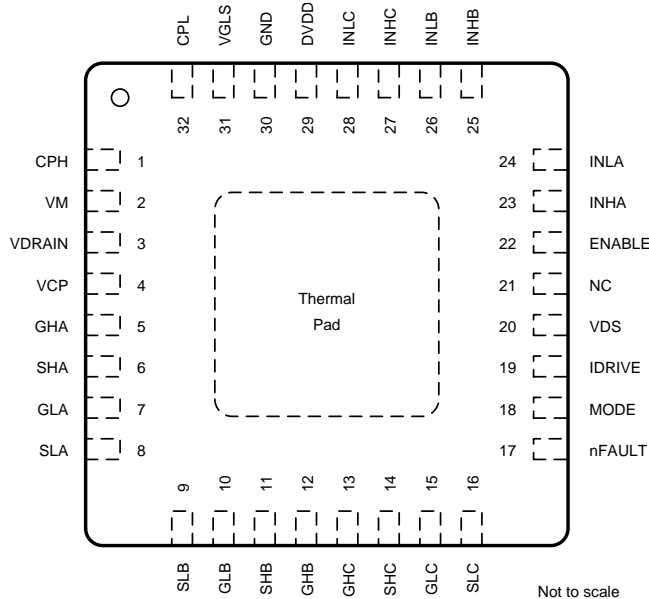 CPL VGLS GND DVDD INLC INHC INLB INHB
32 31 30 29 28 27 26 25
CPH 1 24 INLA
VM 2 23 INHA
VDRAIN 3 22 ENABLE
VCP 4 21 NC
GHA 5 20 VDS
SHA 6 19 IDRIVE
GLA 7 18 MODE
SLA 8 17 nFAULT
Thermal
Pad
9 10 11 12 13 14 15 16
SLB GLB SHB GHB GHC SHC GLC SLC
Not to scale